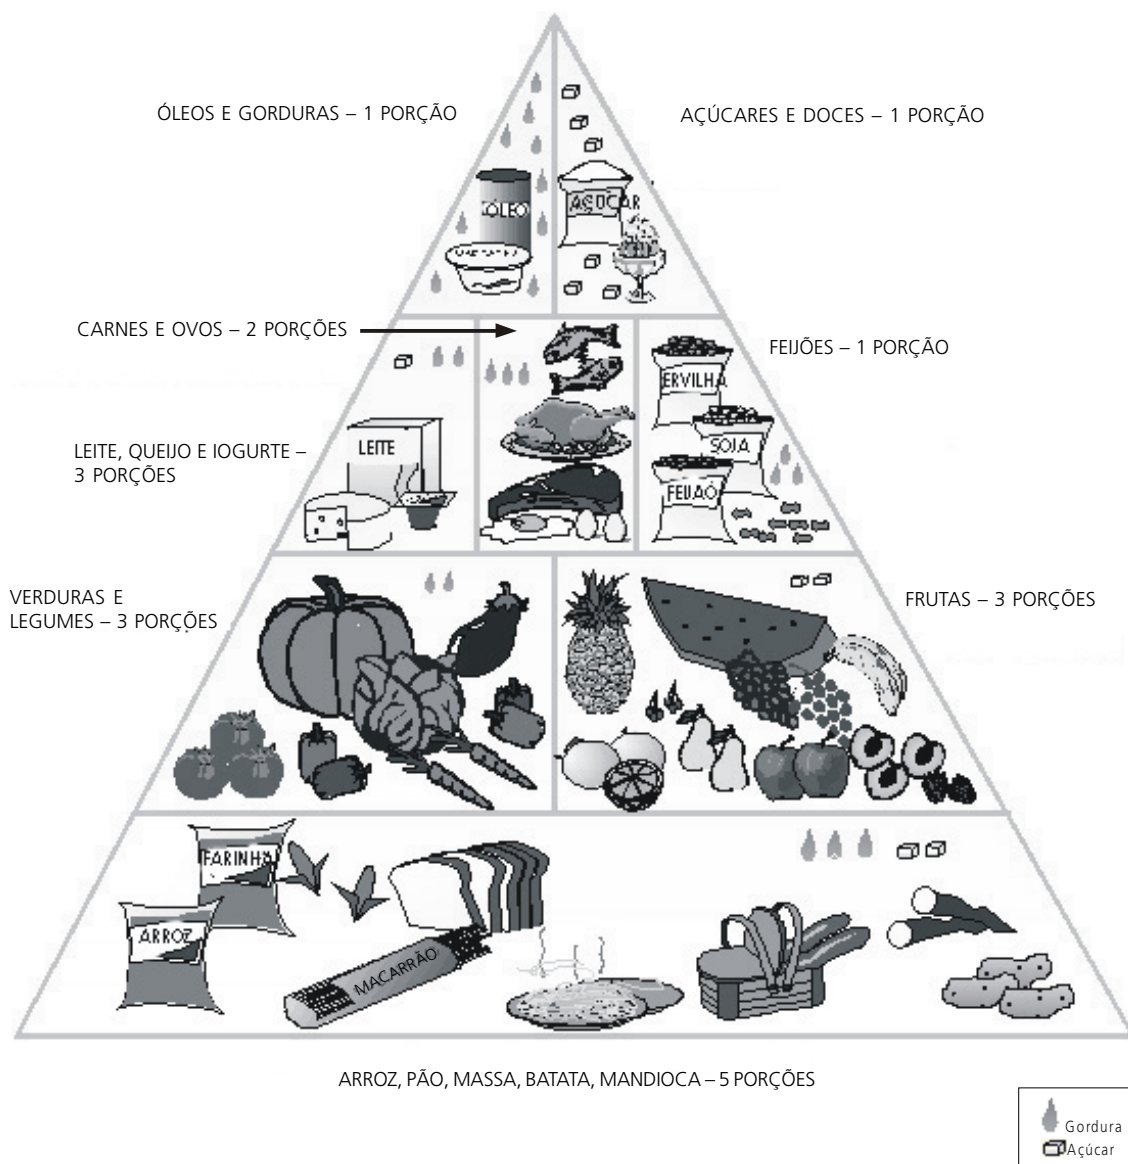 ÓLEOS E GORDURAS – 1 PORÇÃO
AÇÚCARES E DOCES – 1 PORÇÃO
ÓLEO
AÇÚCAR
CARNES E OVOS – 2 PORÇÕES
FEIJÕES – 1 PORÇÃO
ERVILHA
SOJA
FEIJÃO
LEITE, QUEIJO E IOGURTE –
3 PORÇÕES
LEITE
VERDURAS E
LEGUMES – 3 PORÇÕES
FRUTAS – 3 PORÇÕES
FARINHA
ARROZ
MACARRÃO
ARROZ, PÃO, MASSA, BATATA, MANDIOCA – 5 PORÇÕES
Gordura
Açúcar